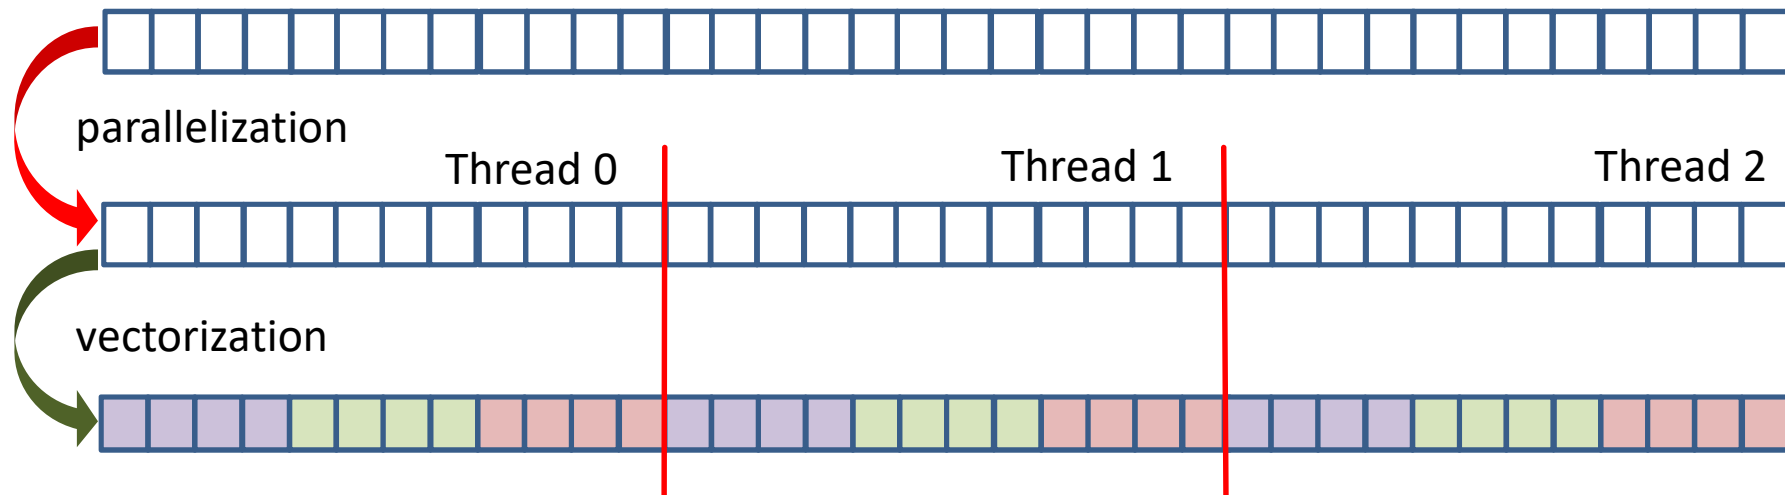 parallelization
Thread 0
Thread 1
Thread 2
vectorization